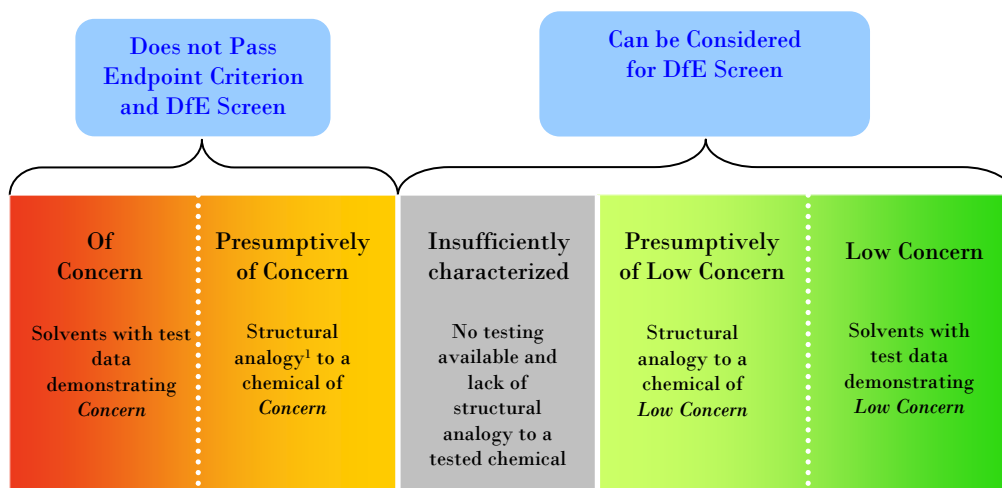 Does not Pass
Endpoint Criterion
and DfE Screen
Can be Considered
for DfE Screen
Of
Concern
Solvents with test
data
demonstrating
Concern
Presumptively
of Concern
Structural
analogy¹ to a
chemical of
Concern
Insufficiently
characterized
No testing
available and
lack of
structural
analogy to a
tested chemical
Presumptively
of Low Concern
Structural
analogy to a
chemical of
Low Concern
Low Concern
Solvents with
test data
demonstrating
Low Concern